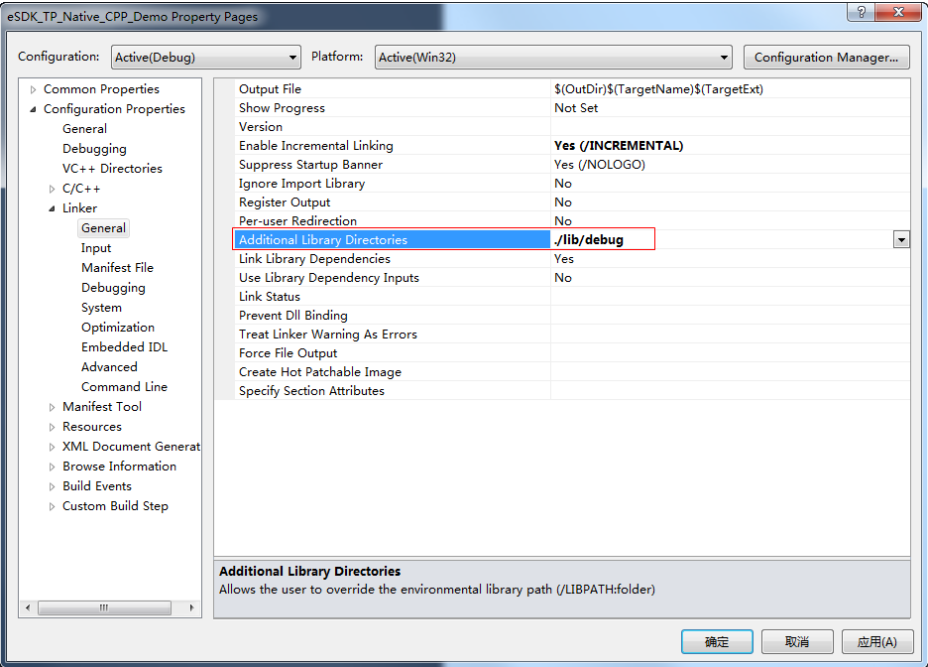 eSDK_TP_Native_CPP_Demo Property Pages
Configuration: Active(Debug) Platform: Active(Win32) Configuration Manager...
Common Properties
Configuration Properties
General
Debugging
VC++ Directories
C/C++
Linker
General
Input
Manifest File
Debugging
System
Optimization
Embedded IDL
Advanced
Command Line
Manifest Tool
Resources
XML Document Generat
Browse Information
Build Events
Custom Build Step
Output File $(OutDir)$(TargetName)$(TargetExt)
Show Progress Not Set
Version
Enable Incremental Linking Yes (/INCREMENTAL)
Suppress Startup Banner Yes (/NOLOGO)
Ignore Import Library No
Register Output No
Per-user Redirection No
Additional Library Directories ./lib/debug
Link Library Dependencies Yes
Use Library Dependency Inputs No
Link Status
Prevent Dll Binding
Treat Linker Warning As Errors
Force File Output
Create Hot Patchable Image
Specify Section Attributes
Additional Library Directories
Allows the user to override the environmental library path (/LIBPATH:folder)
确定 取消 应用(A)